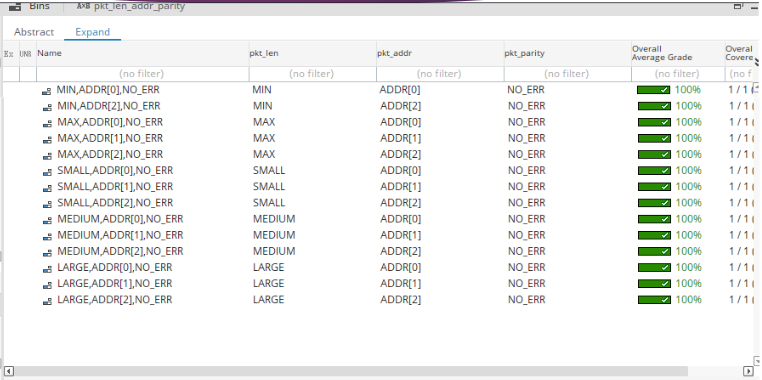 Bins A×B pkt_len_addr_parity
Abstract Expand
Ex UNR Name pkt_len pkt_addr pkt_parity Overall Average Grade Overall
(no filter) (no filter) (no filter) (no filter) (no filter) (no f
MIN,ADDR[0],NO_ERR MIN ADDR[0] NO_ERR 100% 1 / 1 (
MIN,ADDR[2],NO_ERR MIN ADDR[2] NO_ERR 100% 1 / 1 (
MAX,ADDR[0],NO_ERR MAX ADDR[0] NO_ERR 100% 1 / 1 (
MAX,ADDR[1],NO_ERR MAX ADDR[1] NO_ERR 100% 1 / 1 (
MAX,ADDR[2],NO_ERR MAX ADDR[2] NO_ERR 100% 1 / 1 (
SMALL,ADDR[0],NO_ERR SMALL ADDR[0] NO_ERR 100% 1 / 1 (
SMALL,ADDR[1],NO_ERR SMALL ADDR[1] NO_ERR 100% 1 / 1 (
SMALL,ADDR[2],NO_ERR SMALL ADDR[2] NO_ERR 100% 1 / 1 (
MEDIUM,ADDR[0],NO_ERR MEDIUM ADDR[0] NO_ERR 100% 1 / 1 (
MEDIUM,ADDR[1],NO_ERR MEDIUM ADDR[1] NO_ERR 100% 1 / 1 (
MEDIUM,ADDR[2],NO_ERR MEDIUM ADDR[2] NO_ERR 100% 1 / 1 (
LARGE,ADDR[0],NO_ERR LARGE ADDR[0] NO_ERR 100% 1 / 1 (
LARGE,ADDR[1],NO_ERR LARGE ADDR[1] NO_ERR 100% 1 / 1 (
LARGE,ADDR[2],NO_ERR LARGE ADDR[2] NO_ERR 100% 1 / 1 (